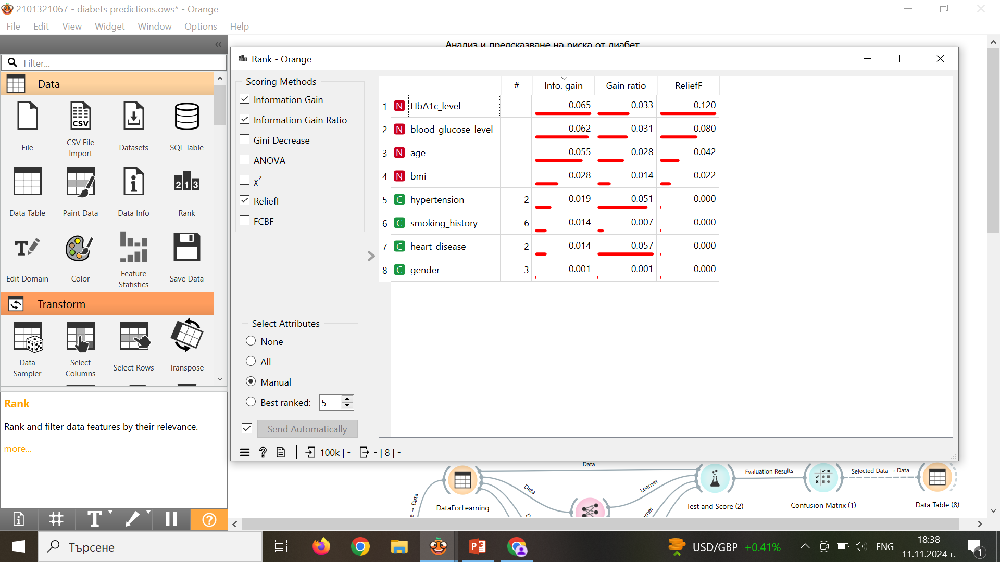 2101321067 - diabets predictions.ows* - Orange
File Edit View Widget Window Options Help
Анализ и предсказване на риска от диабет
Filter...
Data
File
CSV File Import
Datasets
SQL Table
Data Table
Paint Data
Data Info
Rank
Edit Domain
Color
Feature Statistics
Save Data
Transform
Data Sampler
Select Columns
Select Rows
Transpose
Rank
Rank and filter data features by their relevance.
more...
Rank - Orange
Scoring Methods
Information Gain
Information Gain Ratio
Gini Decrease
ANOVA
χ²
ReliefF
FCBF
Select Attributes
None
All
Manual
Best ranked: 5
Send Automatically
100k | - - | 8 | -
# Info. gain Gain ratio ReliefF
1 N HbA1c_level 0.065 0.033 0.120
2 N blood_glucose_level 0.062 0.031 0.080
3 N age 0.055 0.028 0.042
4 N bmi 0.028 0.014 0.022
5 C hypertension 2 0.019 0.051 0.000
6 C smoking_history 6 0.014 0.007 0.000
7 C heart_disease 2 0.014 0.057 0.000
8 C gender 3 0.001 0.001 0.000
Data
Evaluation Results
Selected Data → Data
Data
Learner
→ Data
DataForLearning
Test and Score (2)
Confusion Matrix (1)
Data Table (8)
Търсене
USD/GBP +0.41%
ENG
18:38
11.11.2024 г.
1